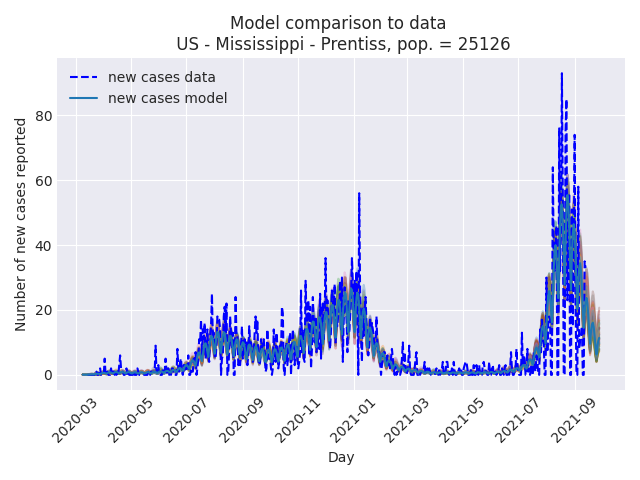 Model comparison to data
US - Mississippi - Prentiss, pop. = 25126
new cases data
new cases model
Number of new cases reported
80
60
40
20
0
2020-03
2020-05
2020-07
2020-09
2020-11
2021-01
2021-03
2021-05
2021-07
2021-09
Day